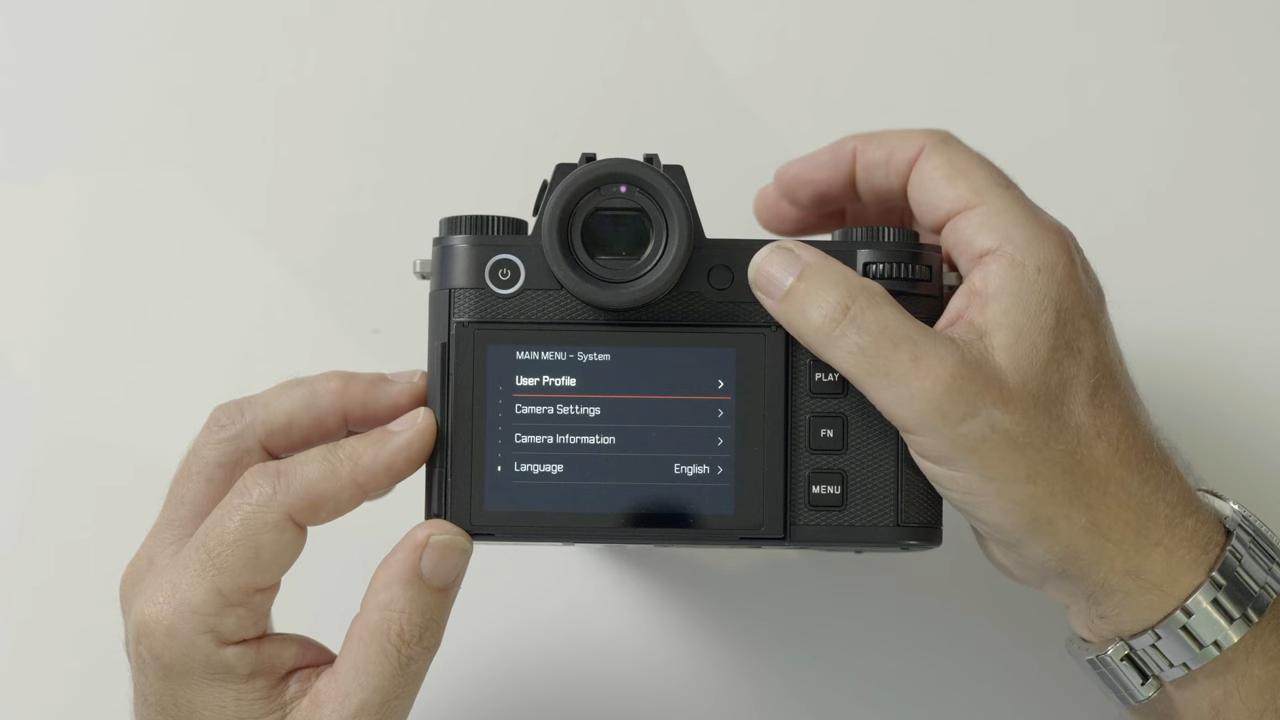 MAIN MENU - System
User Profile
Camera Settings
Camera Information
Language English
PLAY
FN
MENU